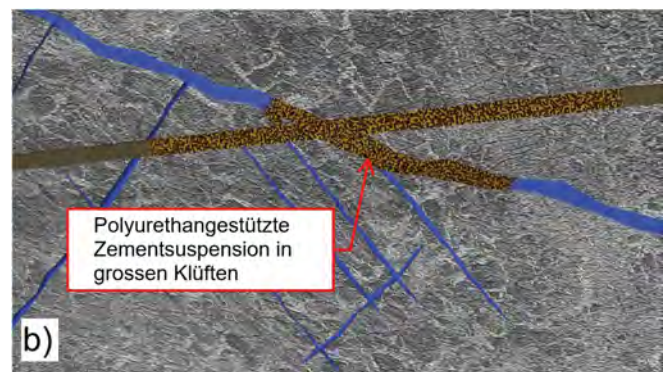 Polyurethangestützte
Zementsuspension in
grossen Klüften
b)